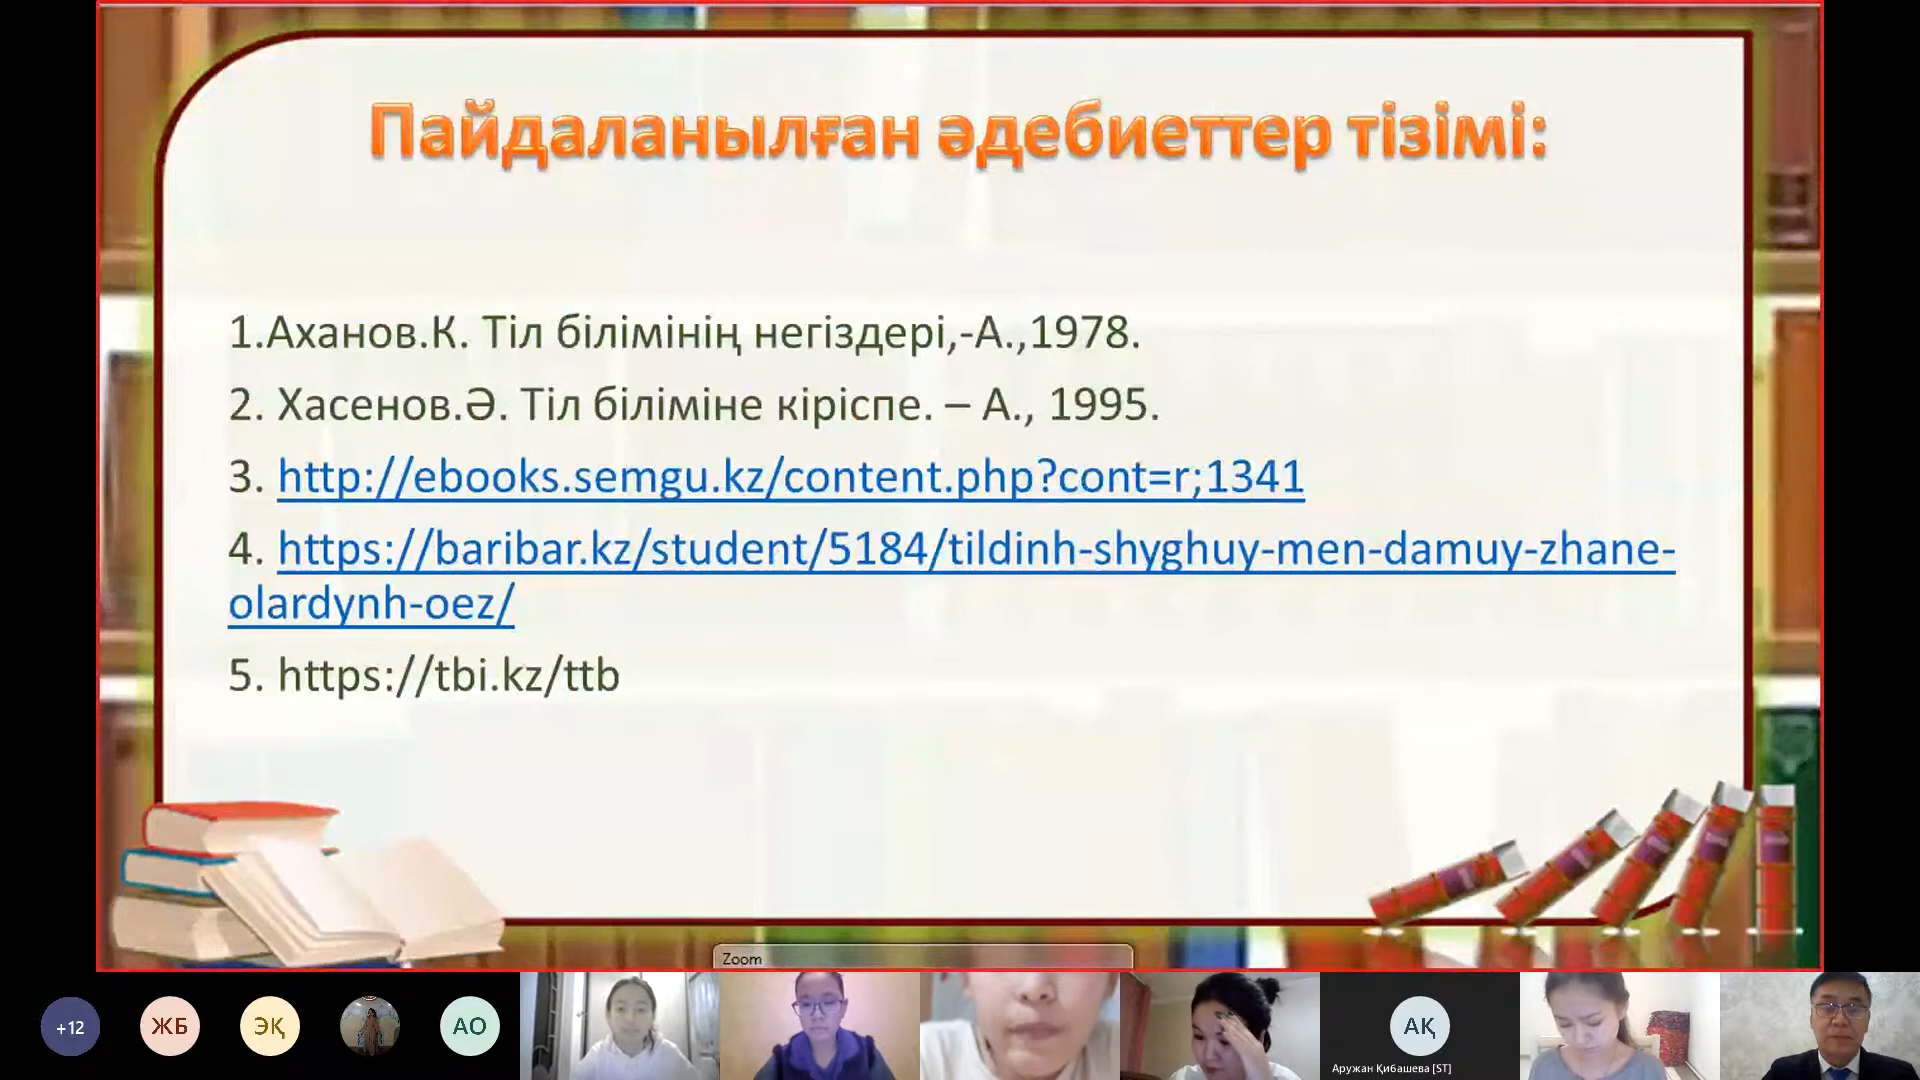 Пайдаланылған әдебиеттер тізімі:
1.Аханов.К. Тіл білімінің негіздері,-А.,1978.
2. Хасенов.Ә. Тіл біліміне кіріспе. – А., 1995.
3. http://ebooks.semgu.kz/content.php?cont=r;1341
4. https://baribar.kz/student/5184/tildinh-shyghuy-men-damuy-zhane-
olardynh-oez/
5. https://tbi.kz/ttb
Zoom
+12
ЖБ
ЭҚ
АО
АҚ
Аружан Қибашева [ST]